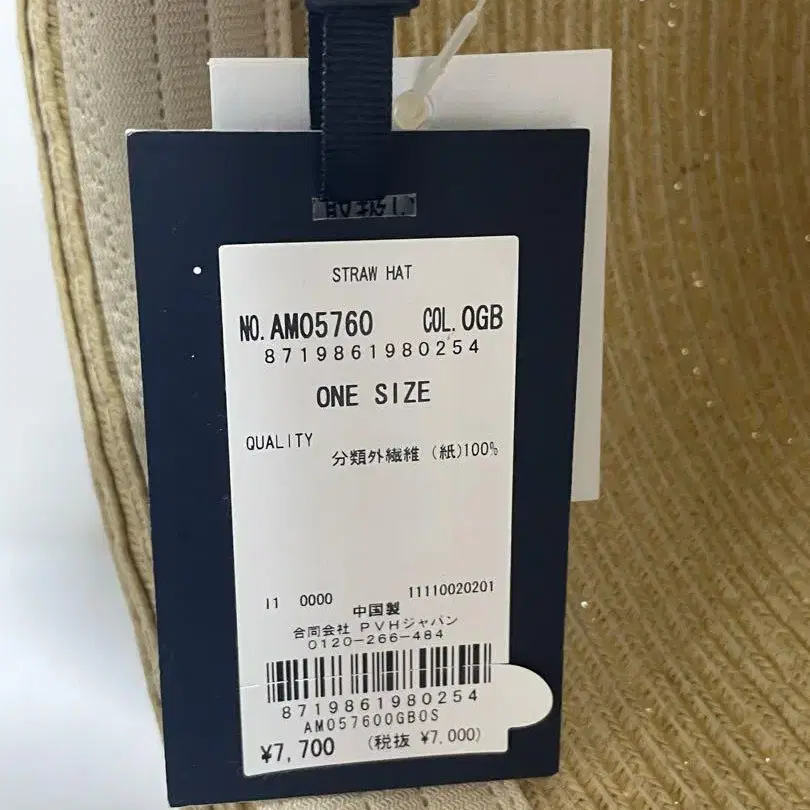 STRAW HAT
NO. AM05760 COL. 0GB
8719861980254
ONE SIZE
QUALITY
分類外繊維 (紙)100%
I1 0000 11110020201
中国製
合同会社 PVHジャパン
0120-266-484
8719861980254
AM057600GB0S
¥7,700 (税抜 ¥7,000)